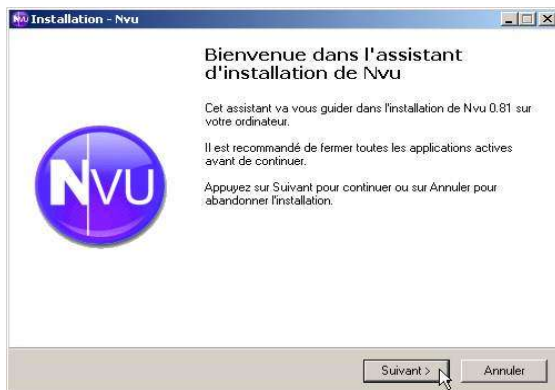 Installation - Nvu
Bienvenue dans l'assistant
d'installation de Nvu
Cet assistant va vous guider dans l'installation de Nvu 0.81 sur
votre ordinateur.
Il est recommandé de fermer toutes les applications actives
avant de continuer.
Appuyez sur Suivant pour continuer ou sur Annuler pour
abandonner l'installation.
NVU
Suivant >
Annuler